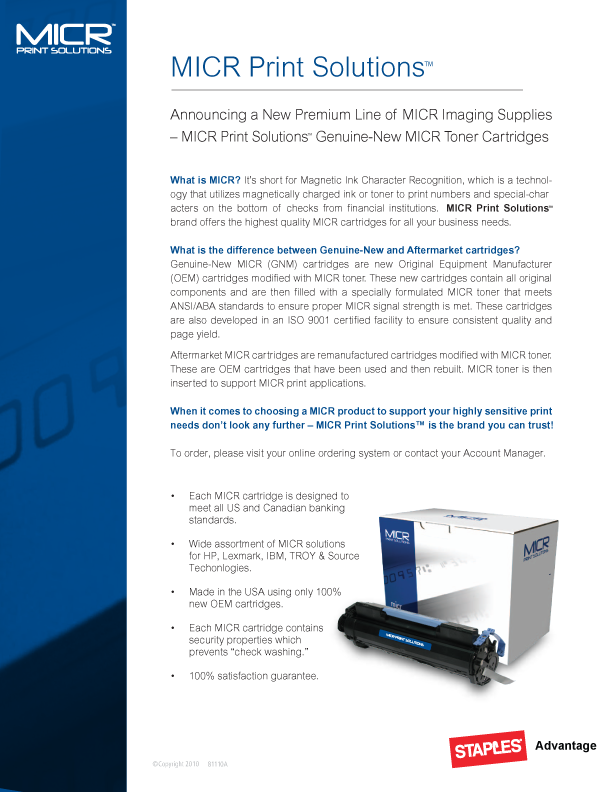 MICR™
PRINT SOLUTIONS
MICR Print Solutions™
Announcing a New Premium Line of MICR Imaging Supplies
– MICR Print Solutions™ Genuine-New MICR Toner Cartridges
What is MICR? It's short for Magnetic Ink Character Recognition, which is a technol-
ogy that utilizes magnetically charged ink or toner to print numbers and special-char
acters on the bottom of checks from financial institutions. MICR Print Solutions™
brand offers the highest quality MICR cartridges for all your business needs.
What is the difference between Genuine-New and Aftermarket cartridges?
Genuine-New MICR (GNM) cartridges are new Original Equipment Manufacturer
(OEM) cartridges modified with MICR toner. These new cartridges contain all original
components and are then filled with a specially formulated MICR toner that meets
ANSI/ABA standards to ensure proper MICR signal strength is met. These cartridges
are also developed in an ISO 9001 certified facility to ensure consistent quality and
page yield.
Aftermarket MICR cartridges are remanufactured cartridges modified with MICR toner.
These are OEM cartridges that have been used and then rebuilt. MICR toner is then
inserted to support MICR print applications.
When it comes to choosing a MICR product to support your highly sensitive print
needs don't look any further – MICR Print Solutions™ is the brand you can trust!
To order, please visit your online ordering system or contact your Account Manager.
• Each MICR cartridge is designed to
meet all US and Canadian banking
standards.
• Wide assortment of MICR solutions
for HP, Lexmark, IBM, TROY & Source
Techonlogies.
• Made in the USA using only 100%
new OEM cartridges.
• Each MICR cartridge contains
security properties which
prevents “check washing.”
• 100% satisfaction guarantee.
MICR
PRINT SOLUTIONS
MICR
PRINT SOLUTIONS
MICR
MICR PRINT SOLUTIONS
STAPLES Advantage
©Copyright 2010 81110A